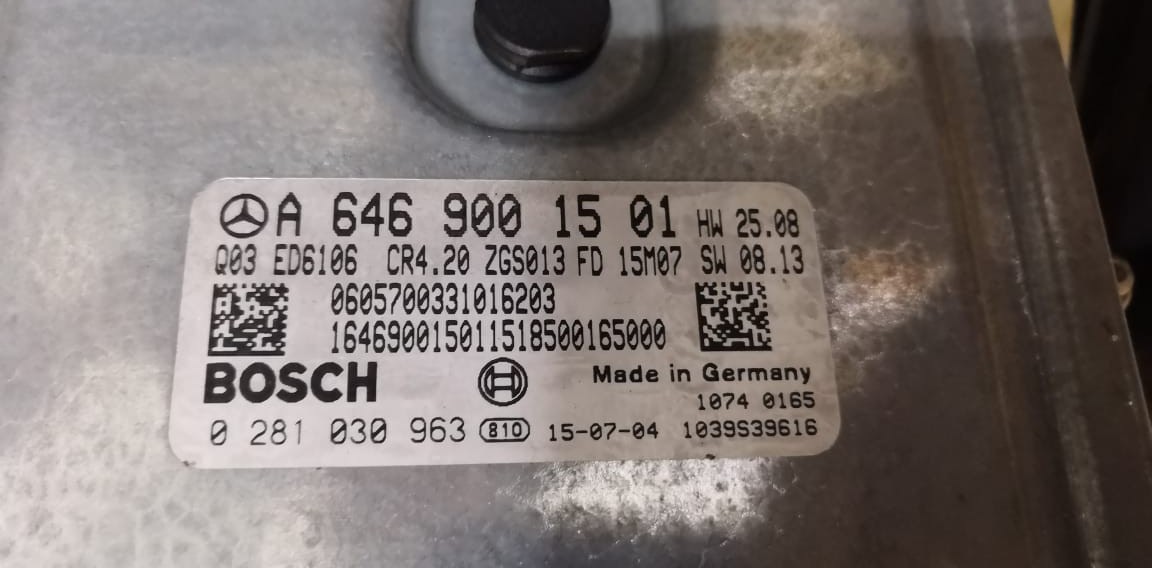 A 646 900 15 01 HW 25.08
Q03 ED6106 CR4.20 ZGS013 FD 15M07 SW 08.13
0605700331016203
164690015011518500165000
BOSCH Made in Germany
1074 0165
0 281 030 963 810 15-07-04 1039S39616